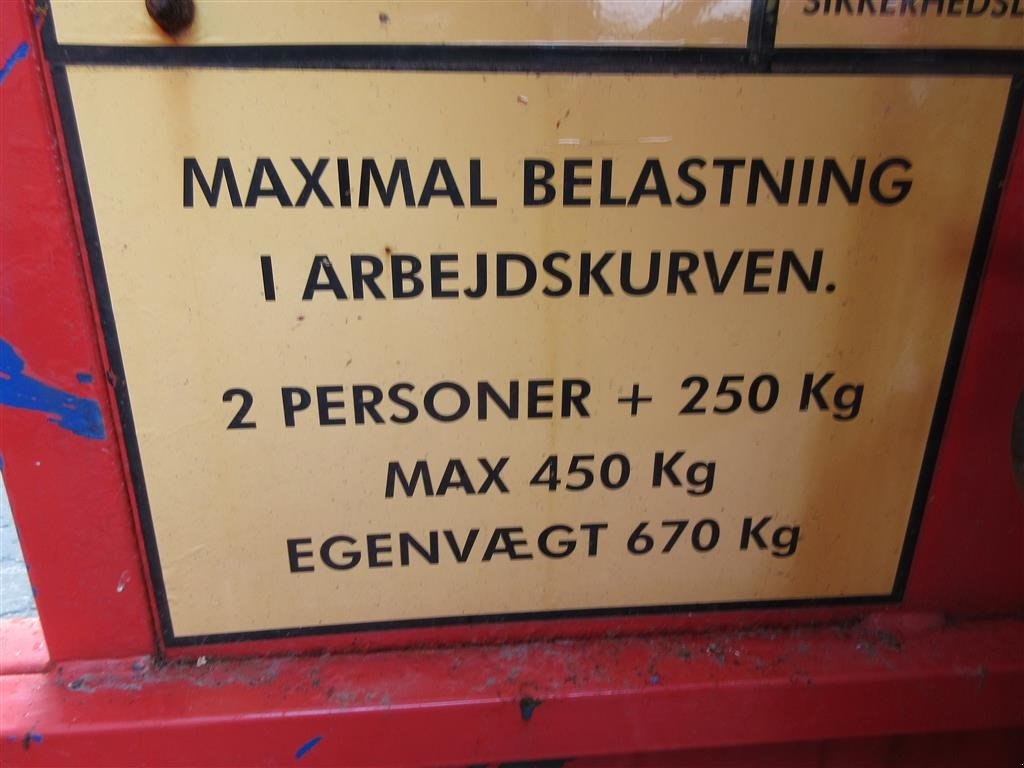 MAXIMAL BELASTNING
I ARBEJDSKURVEN.
2 PERSONER + 250 Kg
MAX 450 Kg
EGENVÆGT 670 Kg